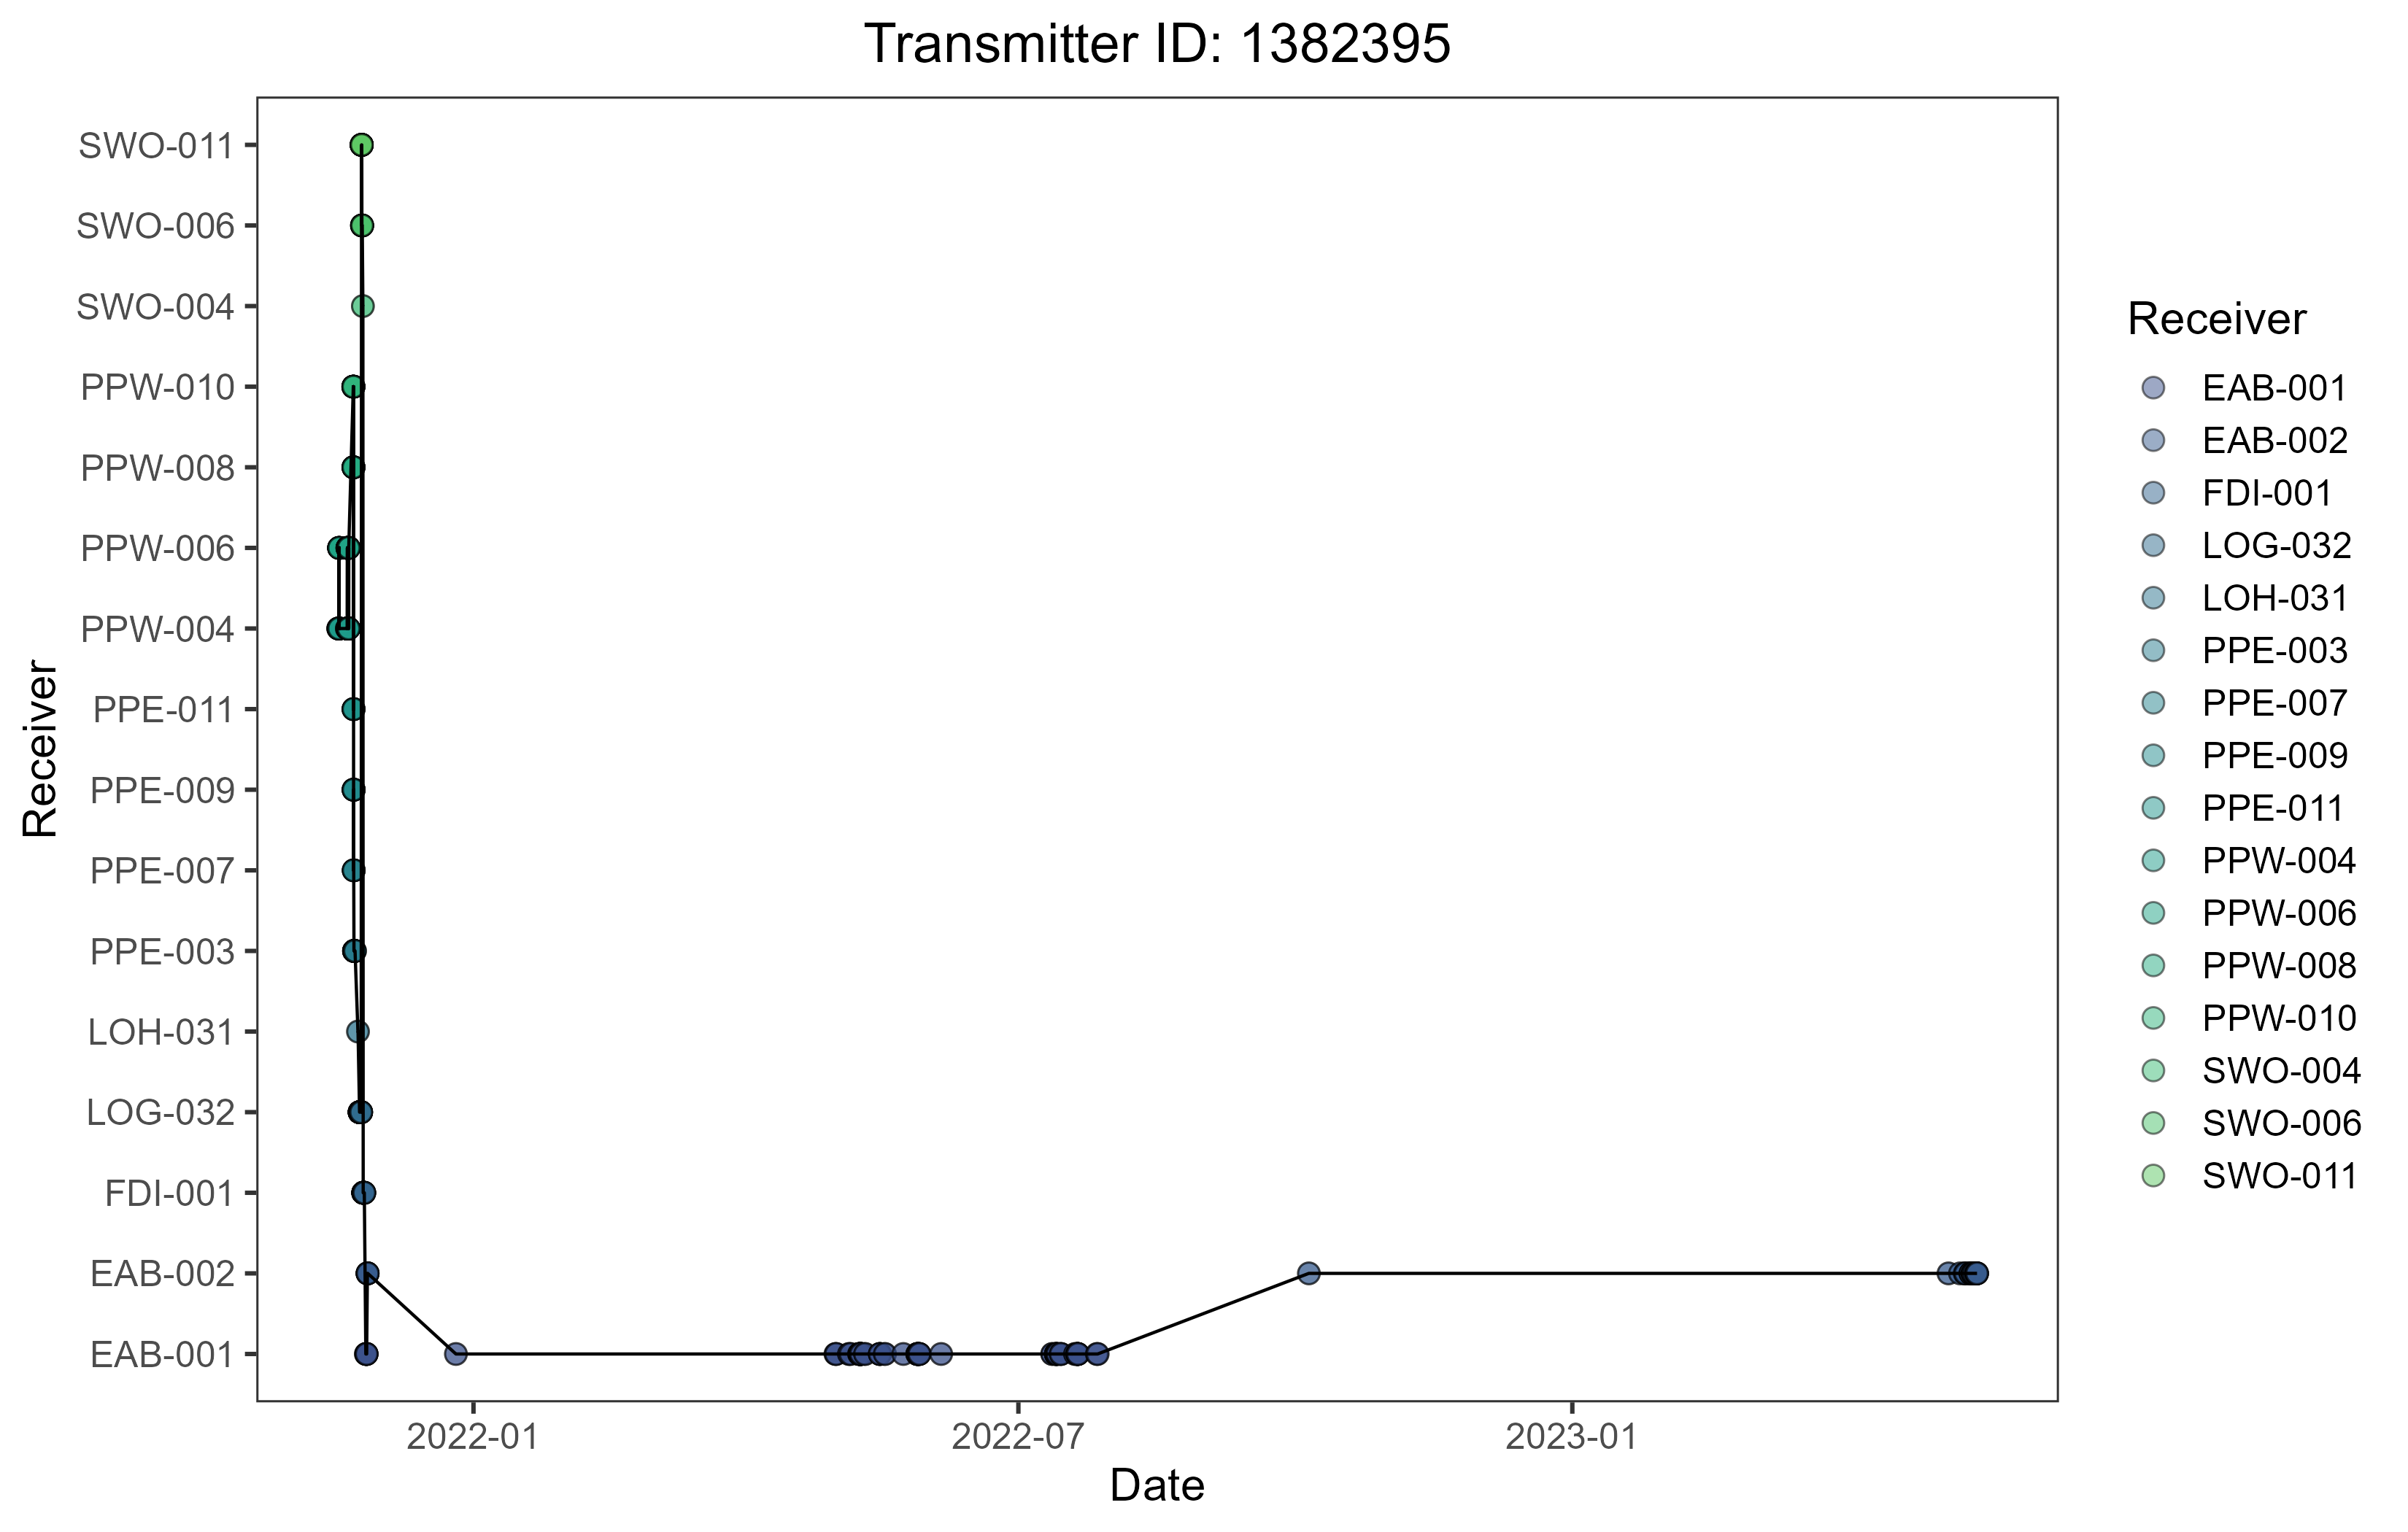 Transmitter ID: 1382395
Receiver
SWO-011
SWO-006
SWO-004
PPW-010
PPW-008
PPW-006
PPW-004
PPE-011
PPE-009
PPE-007
PPE-003
LOH-031
LOG-032
FDI-001
EAB-002
EAB-001
2022-01
2022-07
2023-01
Date
Receiver
EAB-001
EAB-002
FDI-001
LOG-032
LOH-031
PPE-003
PPE-007
PPE-009
PPE-011
PPW-004
PPW-006
PPW-008
PPW-010
SWO-004
SWO-006
SWO-011